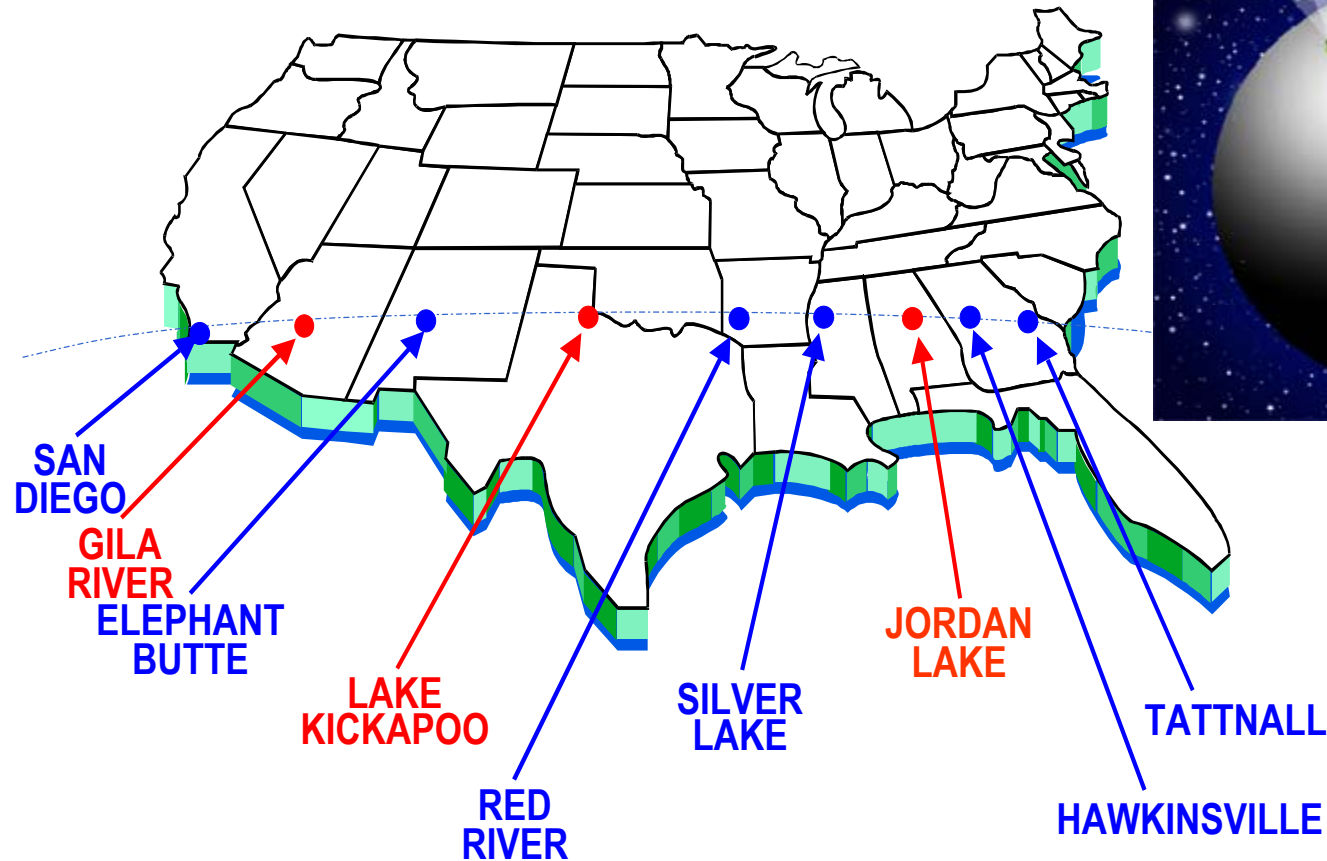 SAN
DIEGO
GILA
RIVER
ELEPHANT
BUTTE
LAKE
KICKAPOO
RED
RIVER
SILVER
LAKE
JORDAN
LAKE
TATTNALL
HAWKINSVILLE